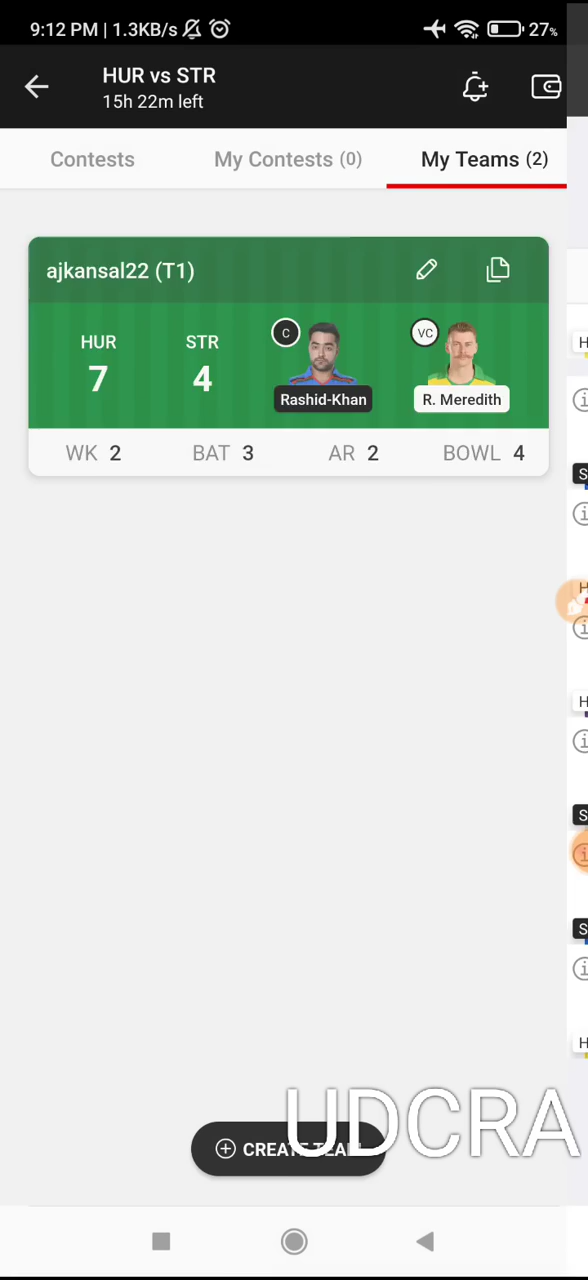 9:12 PM | 1.3KB/s 27%
HUR vs STR
15h 22m left
Contests My Contests (0) My Teams (2)
ajkansal22 (T1)
HUR STR C VC
7 4
Rashid-Khan R. Meredith
WK 2 BAT 3 AR 2 BOWL 4
UDCRA
CREATE TEAM